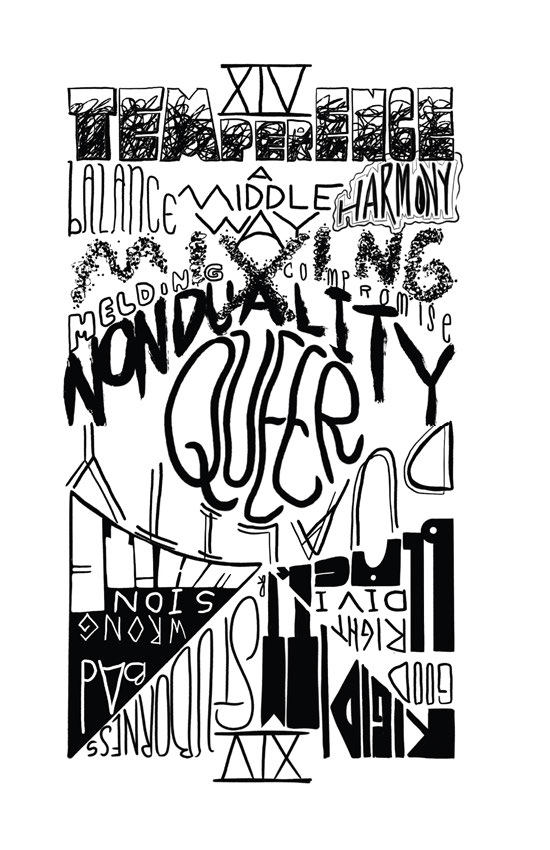 XIV
TEMPERENCE
BALANCE A MIDDLE WAY HARMONY
MIXING
MELDING COMPROMISE
NONDUALITY
QUEER
DUALITY
DIVISION
RIGHT WRONG
GOOD BAD
RIGID STUBBORNESS
XIV